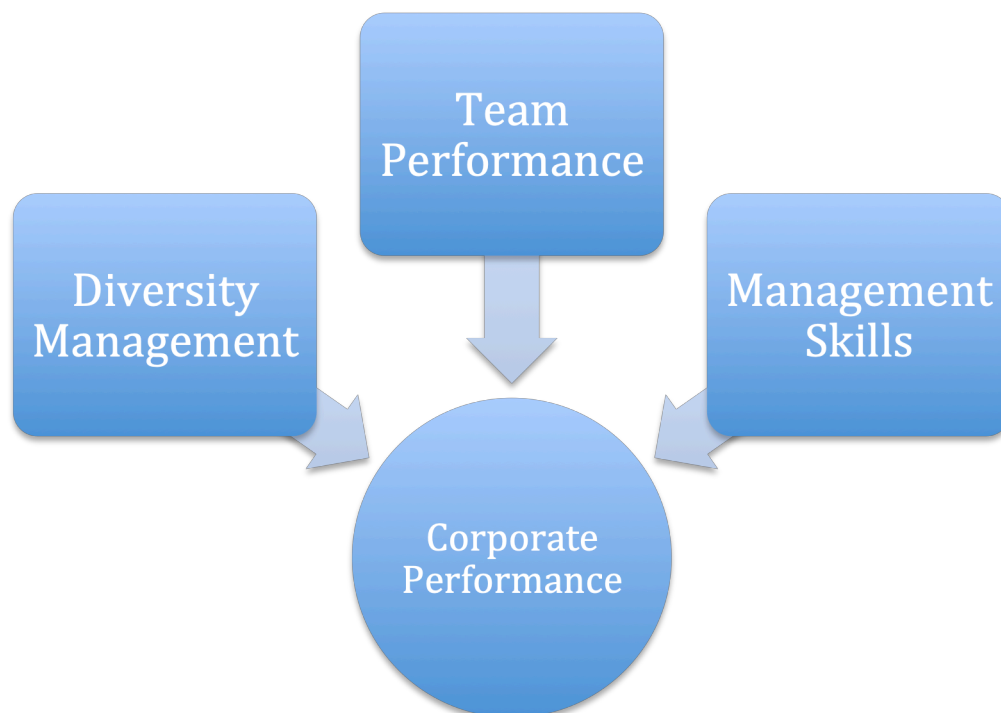 Team
Performance
Diversity
Management
Management
Skills
Corporate
Performance